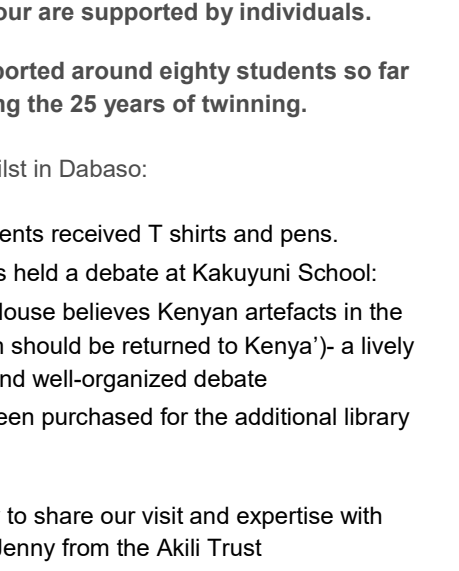 our are supported by individuals.
ported around eighty students so far
ng the 25 years of twinning.
ilst in Dabaso:
ents received T shirts and pens.
s held a debate at Kakuyuni School:
House believes Kenyan artefacts in the
n should be returned to Kenya’)- a lively
nd well-organized debate
een purchased for the additional library
to share our visit and expertise with
Jenny from the Akili Trust